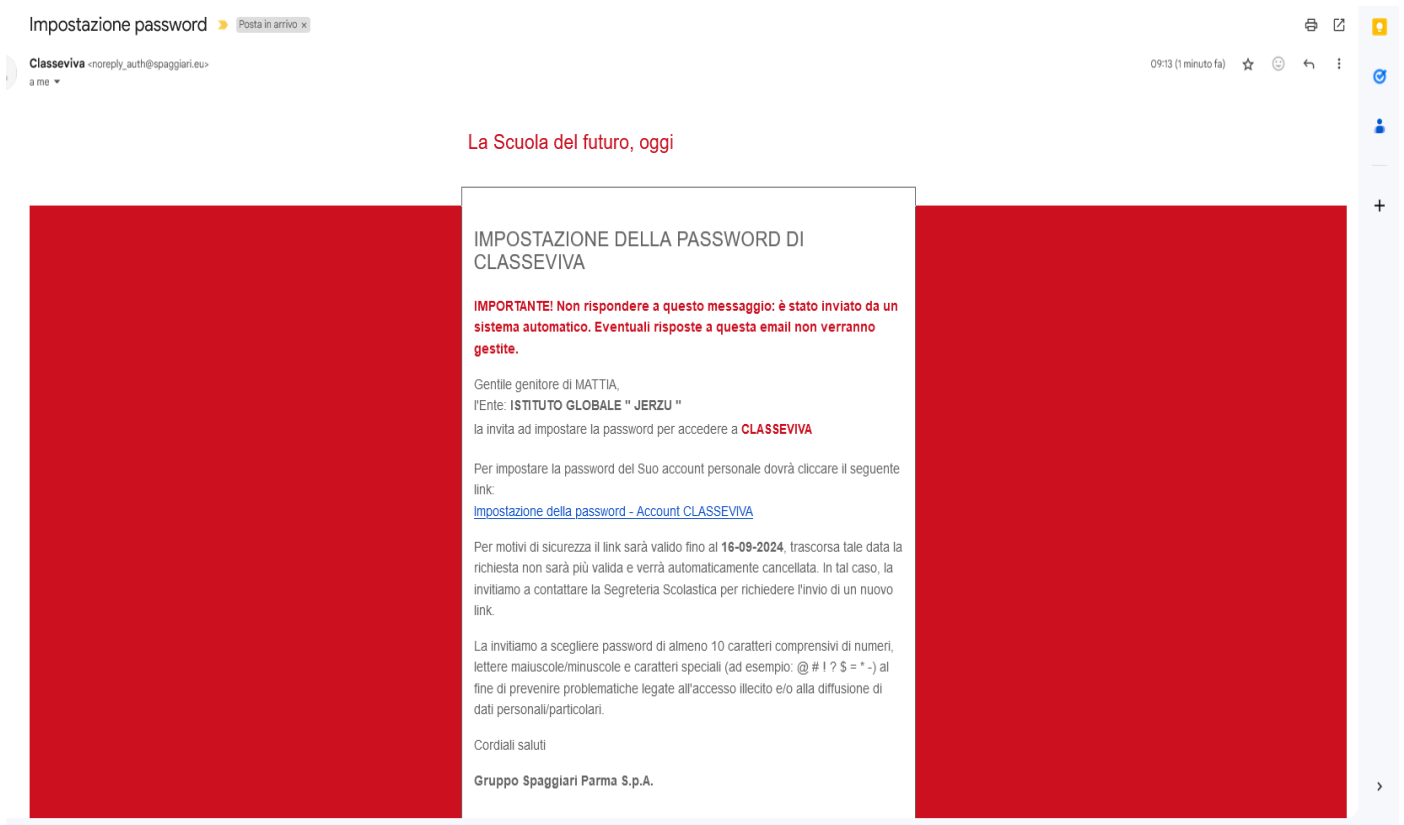 Impostazione password
Posta in arrivo ×
Classeviva <noreply_auth@spaggiari.eu>
09:13 (1 minuto fa)
a me
La Scuola del futuro, oggi
IMPOSTAZIONE DELLA PASSWORD DI
CLASSEVIVA
IMPORTANTE! Non rispondere a questo messaggio: è stato inviato da un
sistema automatico. Eventuali risposte a questa email non verranno
gestite.
Gentile genitore di MATTIA,
l'Ente: ISTITUTO GLOBALE " JERZU "
la invita ad impostare la password per accedere a CLASSEVIVA
Per impostare la password del Suo account personale dovrà cliccare il seguente
link:
Impostazione della password - Account CLASSEVIVA
Per motivi di sicurezza il link sarà valido fino al 16-09-2024, trascorsa tale data la
richiesta non sarà più valida e verrà automaticamente cancellata. In tal caso, la
invitiamo a contattare la Segreteria Scolastica per richiedere l'invio di un nuovo
link.
La invitiamo a scegliere password di almeno 10 caratteri comprensivi di numeri,
lettere maiuscole/minuscole e caratteri speciali (ad esempio: @ # ! ? $ = * -) al
fine di prevenire problematiche legate all'accesso illecito e/o alla diffusione di
dati personali/particolari.
Cordiali saluti
Gruppo Spaggiari Parma S.p.A.